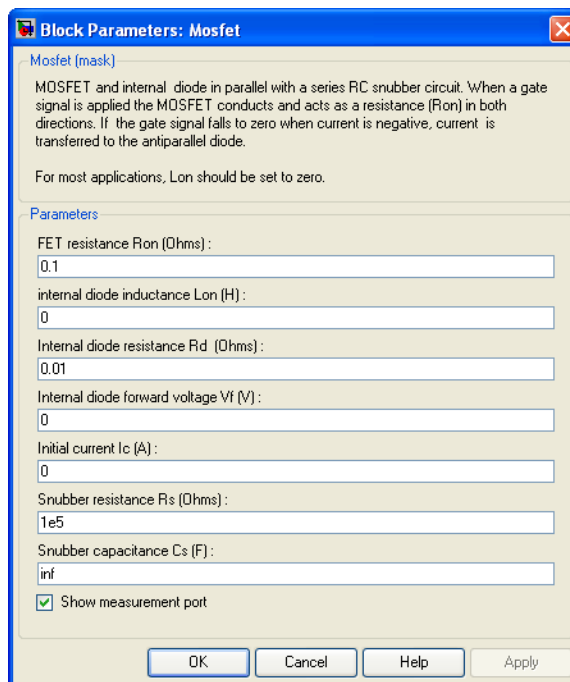 Block Parameters: Mosfet
Mosfet (mask)
MOSFET and internal diode in parallel with a series RC snubber circuit. When a gate
signal is applied the MOSFET conducts and acts as a resistance (Ron) in both
directions. If the gate signal falls to zero when current is negative, current is
transferred to the antiparallel diode.
For most applications, Lon should be set to zero.
Parameters
FET resistance Ron (Ohms) :
0.1
internal diode inductance Lon (H) :
0
Internal diode resistance Rd (Ohms) :
0.01
Internal diode forward voltage Vf (V) :
0
Initial current Ic (A) :
0
Snubber resistance Rs (Ohms) :
1e5
Snubber capacitance Cs (F) :
inf
Show measurement port
OK Cancel Help Apply